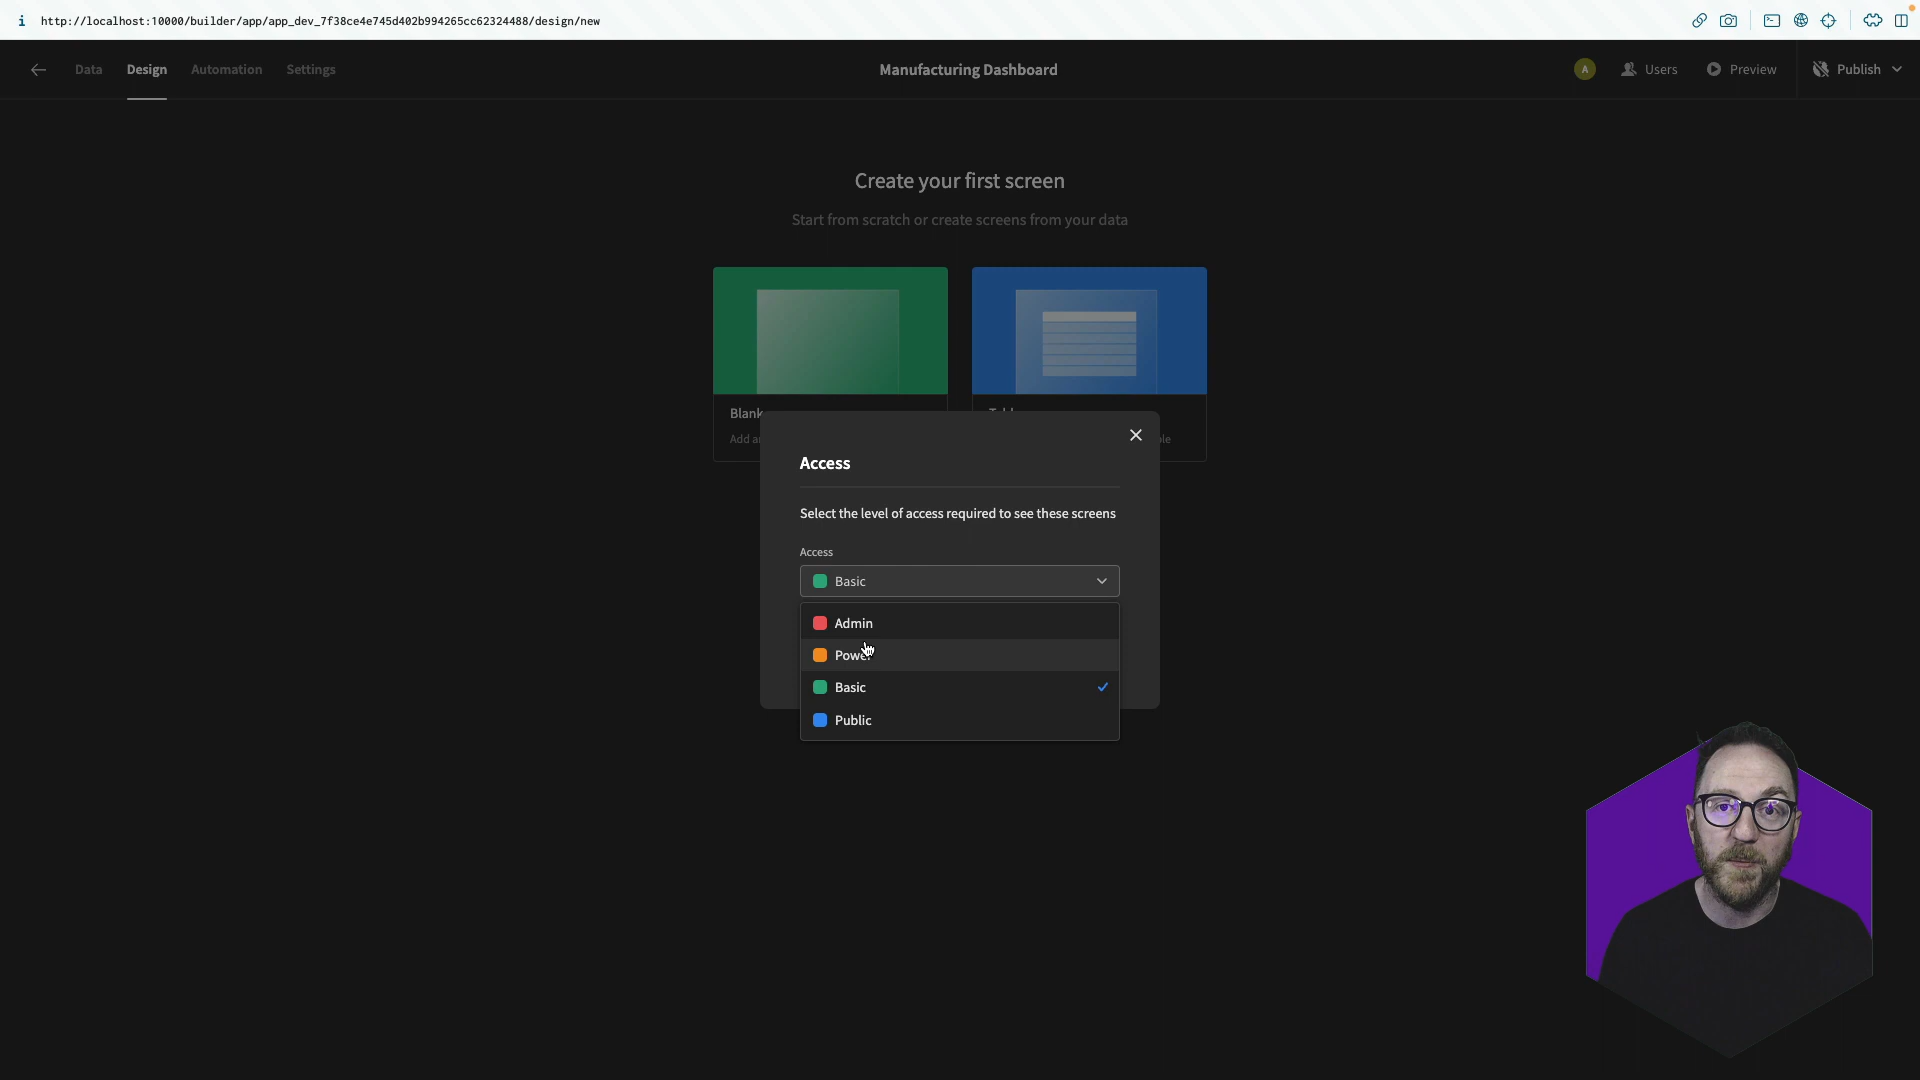 http://localhost:10000/builder/app/app_dev_7f38ce4e745d402b994265cc62324488/design/new
Data
Design
Automation
Settings
Manufacturing Dashboard
A
Users
Preview
Publish
Create your first screen
Start from scratch or create screens from your data
Blank
Access
Select the level of access required to see these screens
Access
Basic
Admin
Power
Basic
Public